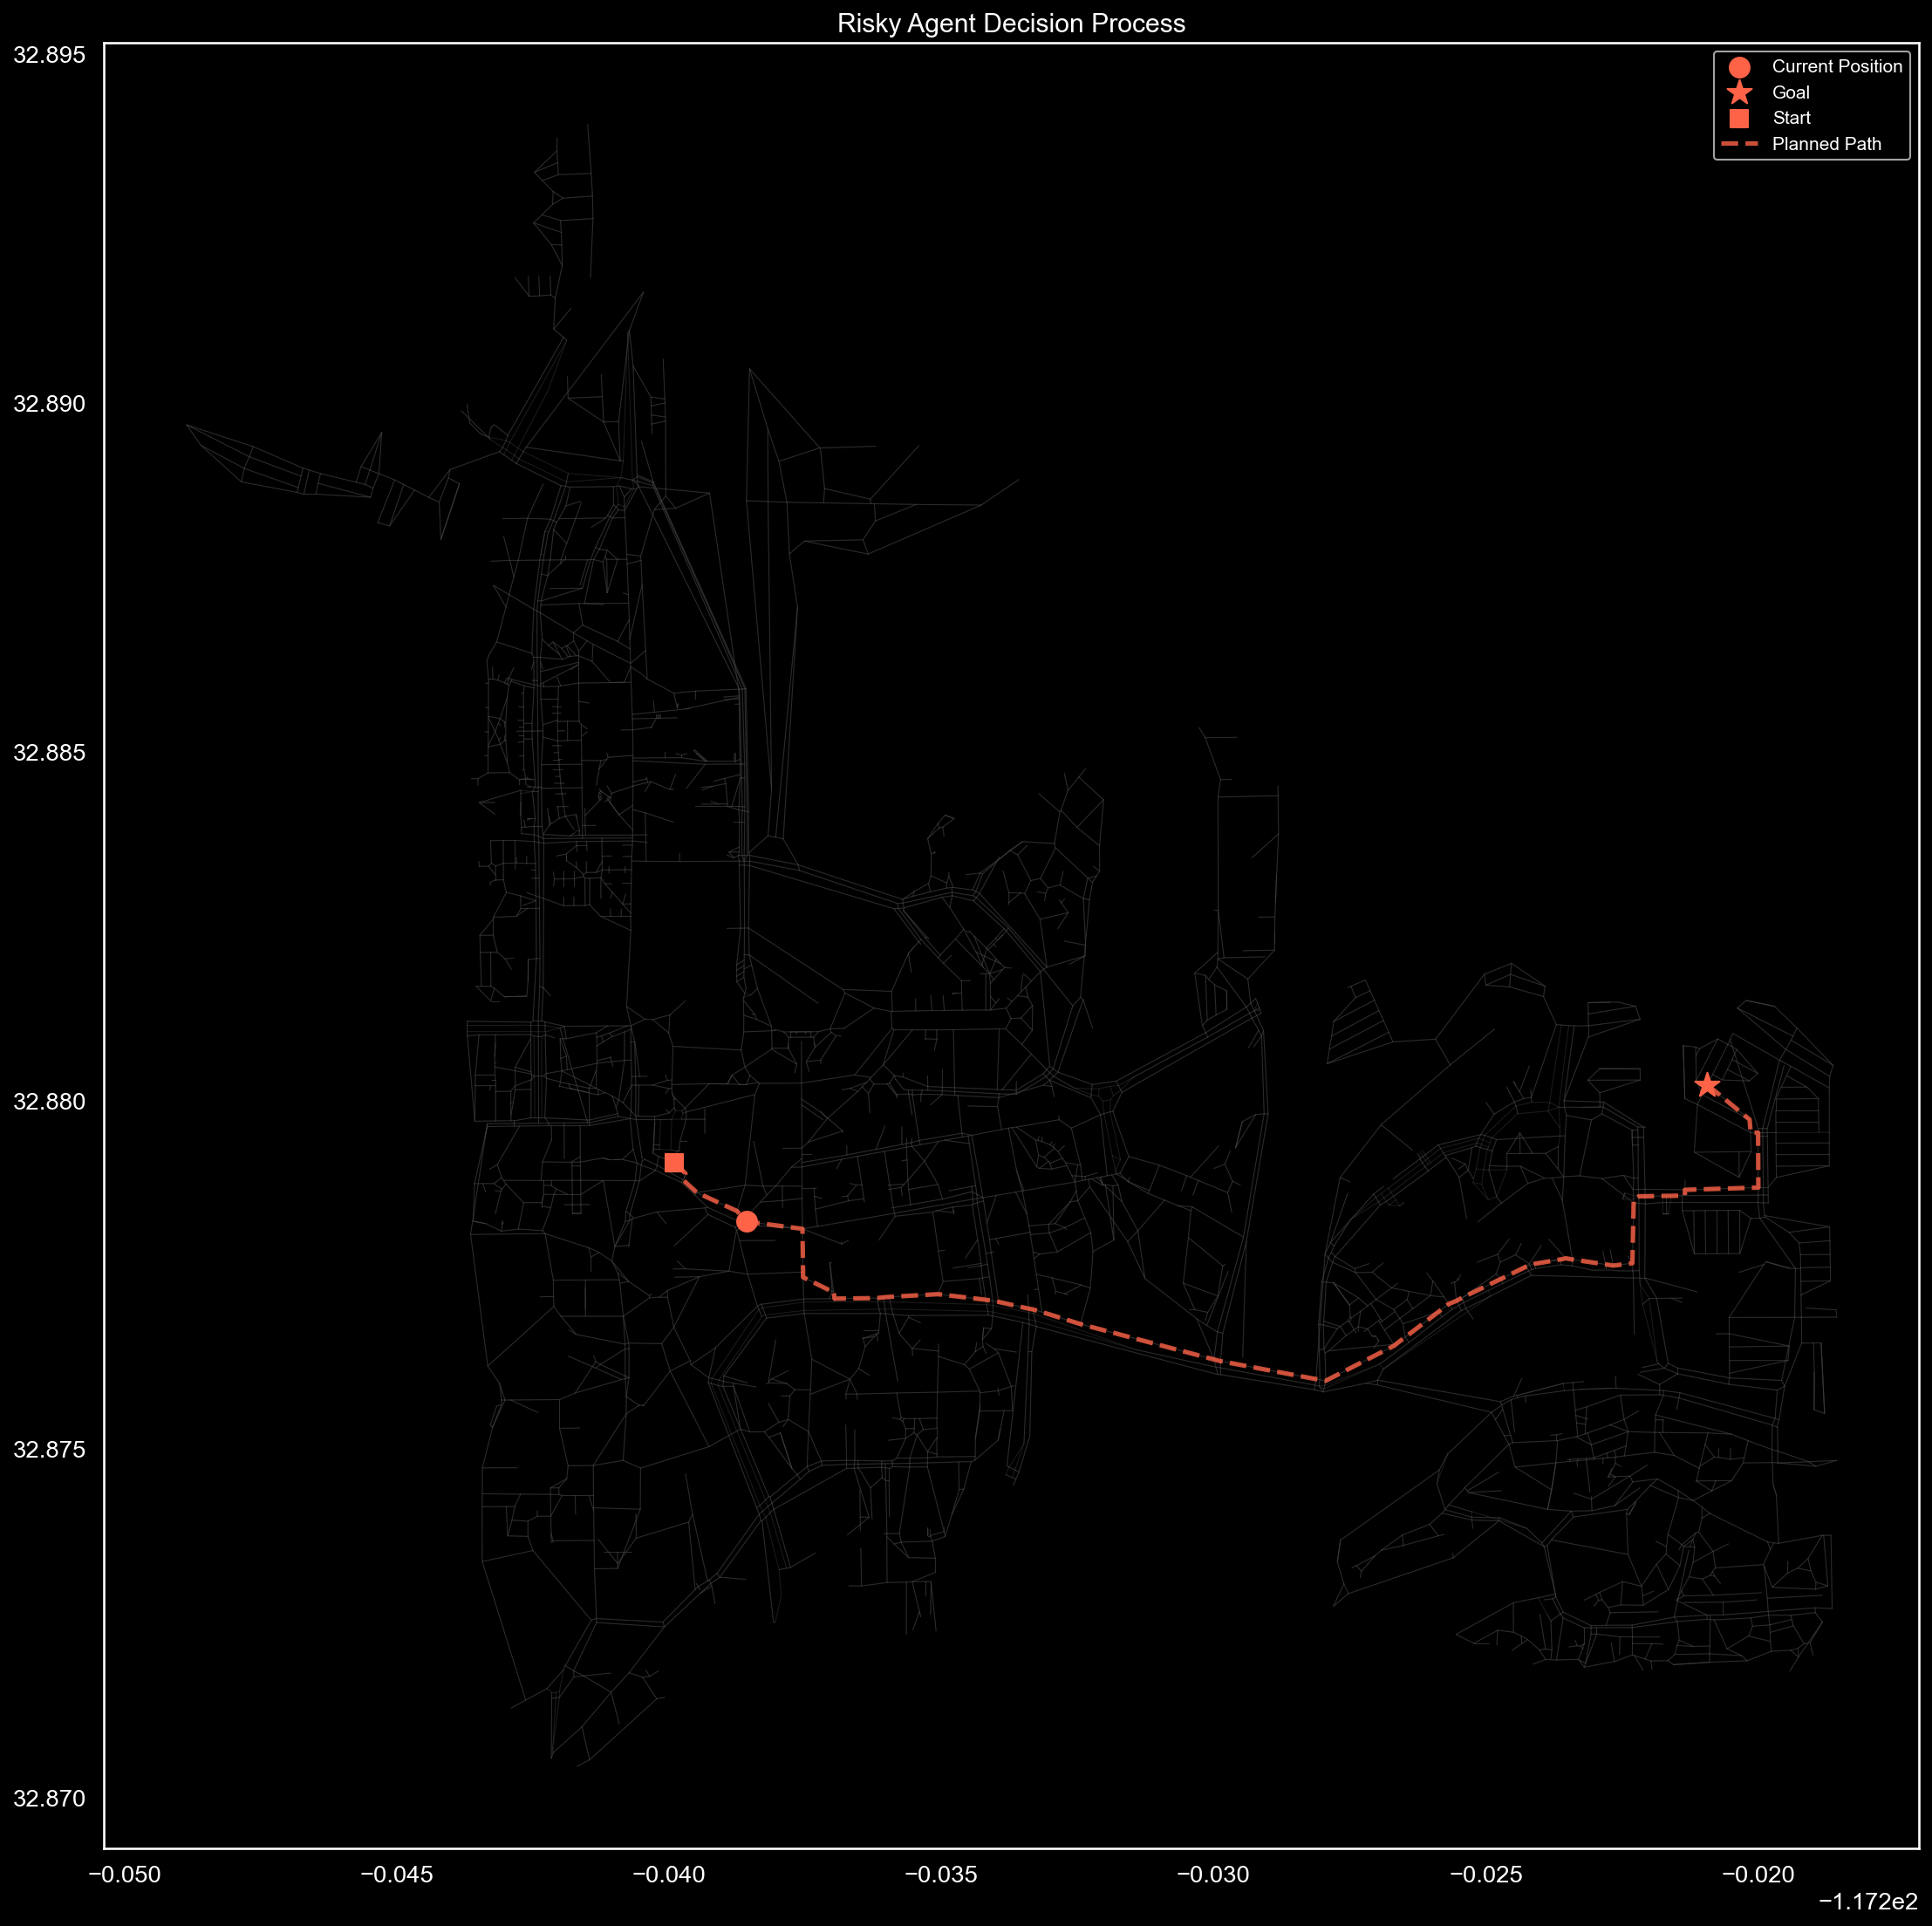 Risky Agent Decision Process
32.895
32.890
32.885
32.880
32.875
32.870
Current Position
Goal
Start
Planned Path
−0.050 −0.045 −0.040 −0.035 −0.030 −0.025 −0.020
−1.172e2